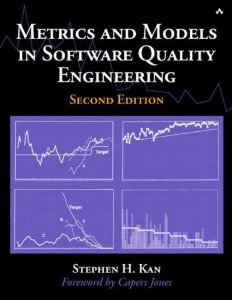 METRICS AND MODELS
IN SOFTWARE QUALITY
ENGINEERING
SECOND EDITION
Target
Target
A
B
C
STEPHEN H. KAN
Foreword by Capers Jones